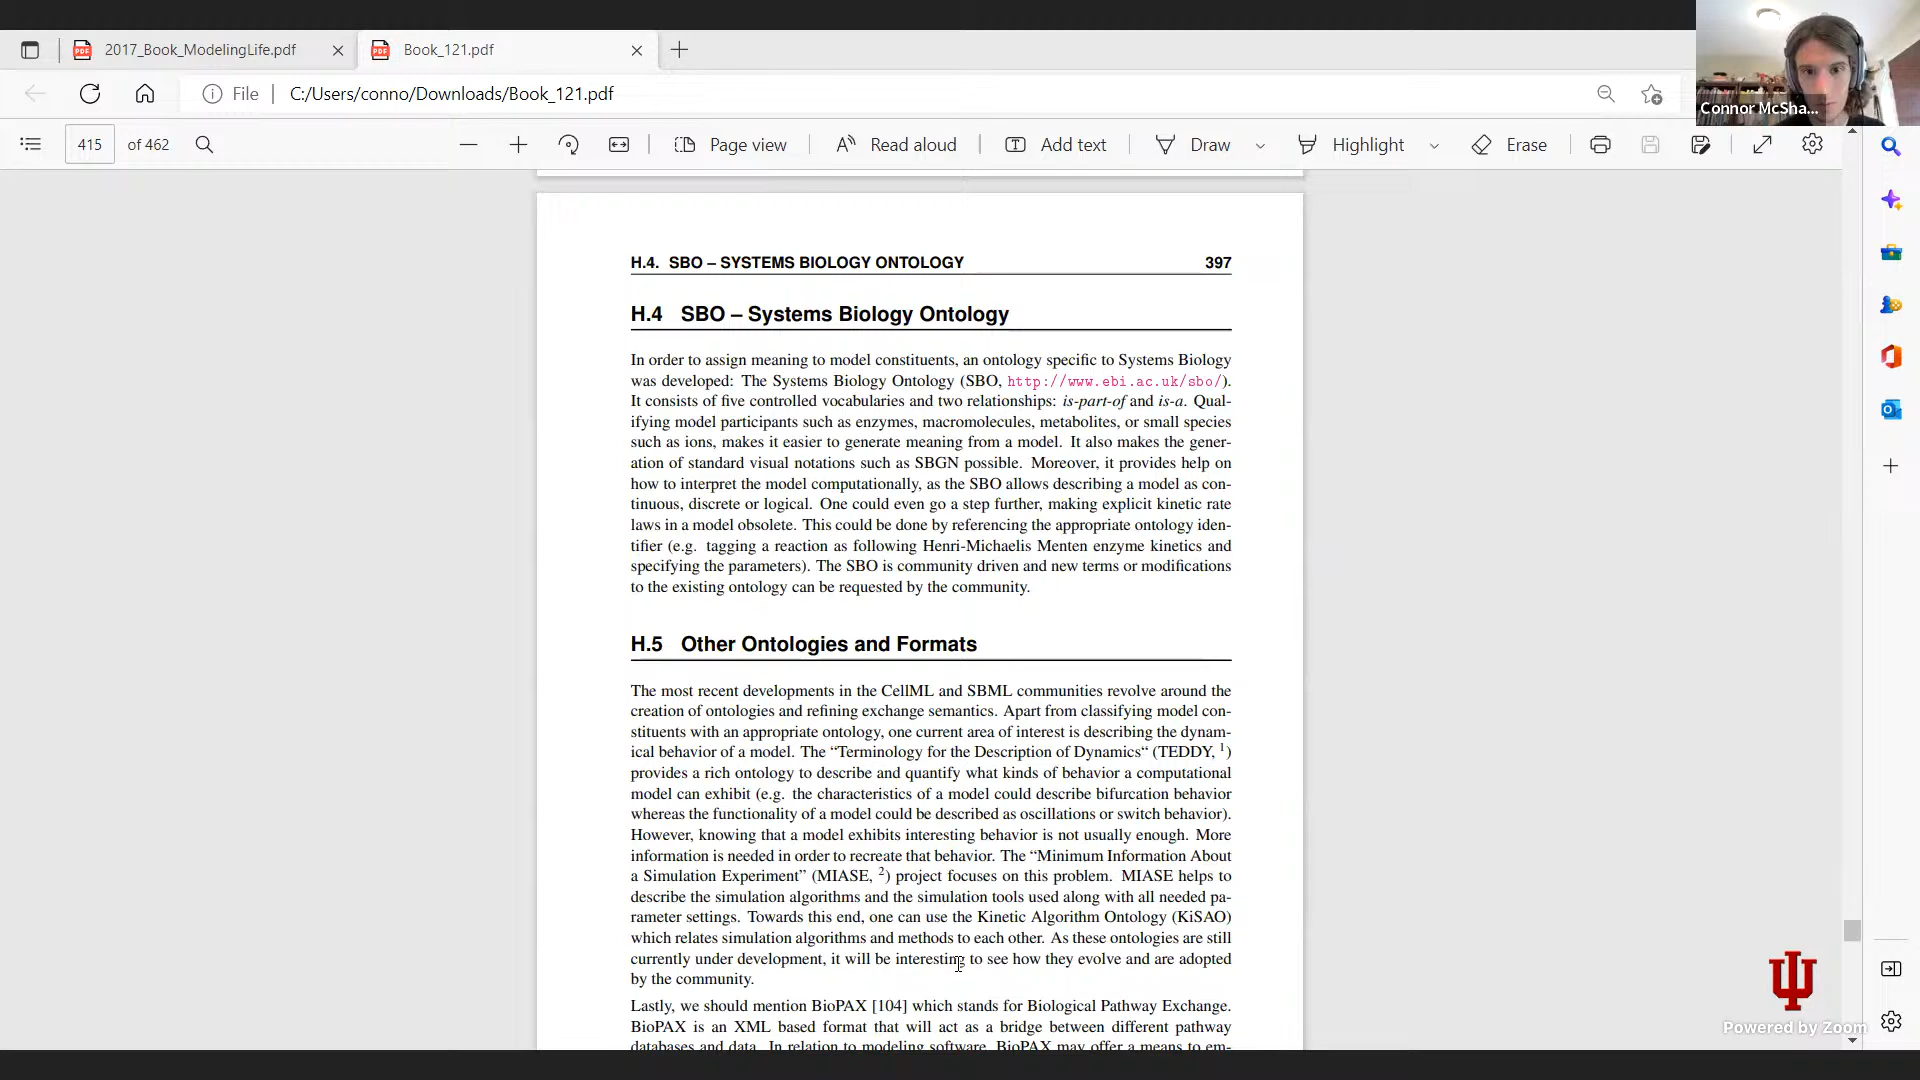 2017_Book_ModelingLife.pdf
Book_121.pdf
File
C:/Users/conno/Downloads/Book_121.pdf
Connor McSha...
415 of 462
Page view
A Read aloud
T Add text
Draw
Highlight
Erase
H.4. SBO – SYSTEMS BIOLOGY ONTOLOGY 397
H.4 SBO – Systems Biology Ontology
In order to assign meaning to model constituents, an ontology specific to Systems Biology
was developed: The Systems Biology Ontology (SBO, http://www.ebi.ac.uk/sbo/).
It consists of five controlled vocabularies and two relationships: is-part-of and is-a. Qual-
ifying model participants such as enzymes, macromolecules, metabolites, or small species
such as ions, makes it easier to generate meaning from a model. It also makes the gener-
ation of standard visual notations such as SBGN possible. Moreover, it provides help on
how to interpret the model computationally, as the SBO allows describing a model as con-
tinuous, discrete or logical. One could even go a step further, making explicit kinetic rate
laws in a model obsolete. This could be done by referencing the appropriate ontology iden-
tifier (e.g. tagging a reaction as following Henri-Michaelis Menten enzyme kinetics and
specifying the parameters). The SBO is community driven and new terms or modifications
to the existing ontology can be requested by the community.
H.5 Other Ontologies and Formats
The most recent developments in the CellML and SBML communities revolve around the
creation of ontologies and refining exchange semantics. Apart from classifying model con-
stituents with an appropriate ontology, one current area of interest is describing the dynam-
ical behavior of a model. The “Terminology for the Description of Dynamics“ (TEDDY, 1)
provides a rich ontology to describe and quantify what kinds of behavior a computational
model can exhibit (e.g. the characteristics of a model could describe bifurcation behavior
whereas the functionality of a model could be described as oscillations or switch behavior).
However, knowing that a model exhibits interesting behavior is not usually enough. More
information is needed in order to recreate that behavior. The “Minimum Information About
a Simulation Experiment” (MIASE, 2) project focuses on this problem. MIASE helps to
describe the simulation algorithms and the simulation tools used along with all needed pa-
rameter settings. Towards this end, one can use the Kinetic Algorithm Ontology (KiSAO)
which relates simulation algorithms and methods to each other. As these ontologies are still
currently under development, it will be interesting to see how they evolve and are adopted
by the community.
Lastly, we should mention BioPAX [104] which stands for Biological Pathway Exchange.
BioPAX is an XML based format that will act as a bridge between different pathway
databases and data. In relation to modeling software, BioPAX may offer a means to em-
Powered by Zoom